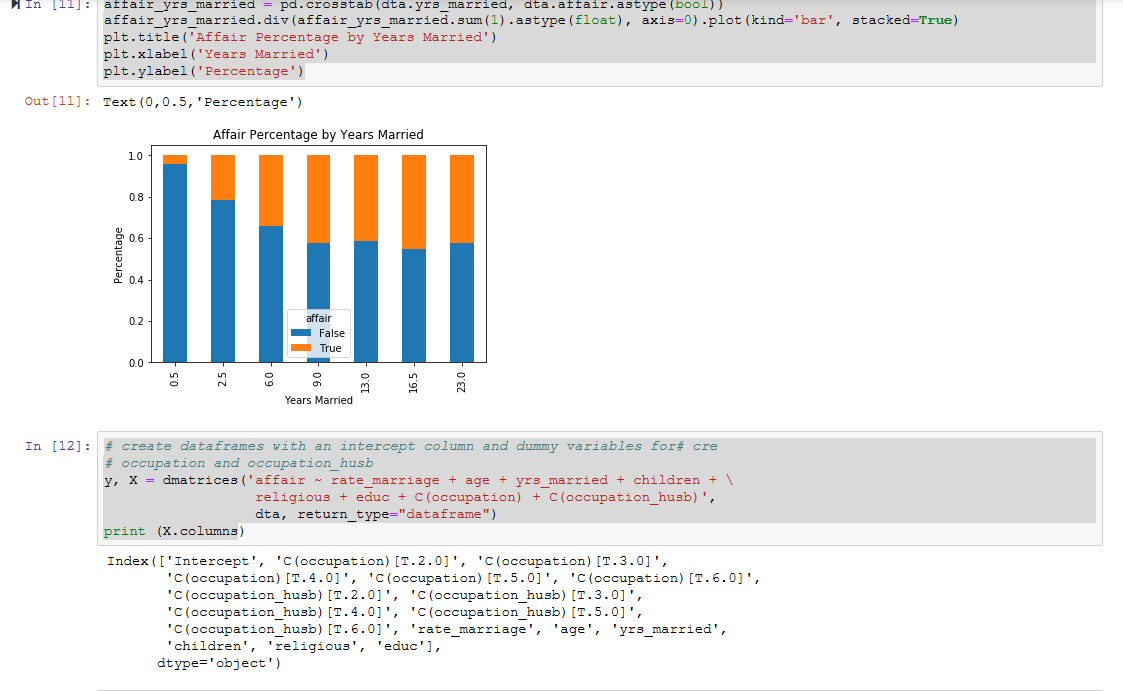 In [11]: affair_yrs_married = pd.crosstab(dta.yrs_married, dta.affair.astype(bool))
affair_yrs_married.div(affair_yrs_married.sum(1).astype(float), axis=0).plot(kind='bar', stacked=True)
plt.title('Affair Percentage by Years Married')
plt.xlabel('Years Married')
plt.ylabel('Percentage')
Out[11]: Text(0,0.5,'Percentage')
Affair Percentage by Years Married
1.0
0.8
0.6
0.4
0.2
0.0
Percentage
affair
False
True
0.5 2.5 6.0 9.0 13.0 16.5 23.0
Years Married
In [12]: # create dataframes with an intercept column and dummy variables for# cre
# occupation and occupation_husb
y, X = dmatrices('affair ~ rate_marriage + age + yrs_married + children + \
religious + educ + C(occupation) + C(occupation_husb)',
dta, return_type="dataframe")
print (X.columns)
Index(['Intercept', 'C(occupation)[T.2.0]', 'C(occupation)[T.3.0]',
'C(occupation)[T.4.0]', 'C(occupation)[T.5.0]', 'C(occupation)[T.6.0]',
'C(occupation_husb)[T.2.0]', 'C(occupation_husb)[T.3.0]',
'C(occupation_husb)[T.4.0]', 'C(occupation_husb)[T.5.0]',
'C(occupation_husb)[T.6.0]', 'rate_marriage', 'age', 'yrs_married',
'children', 'religious', 'educ'],
dtype='object')